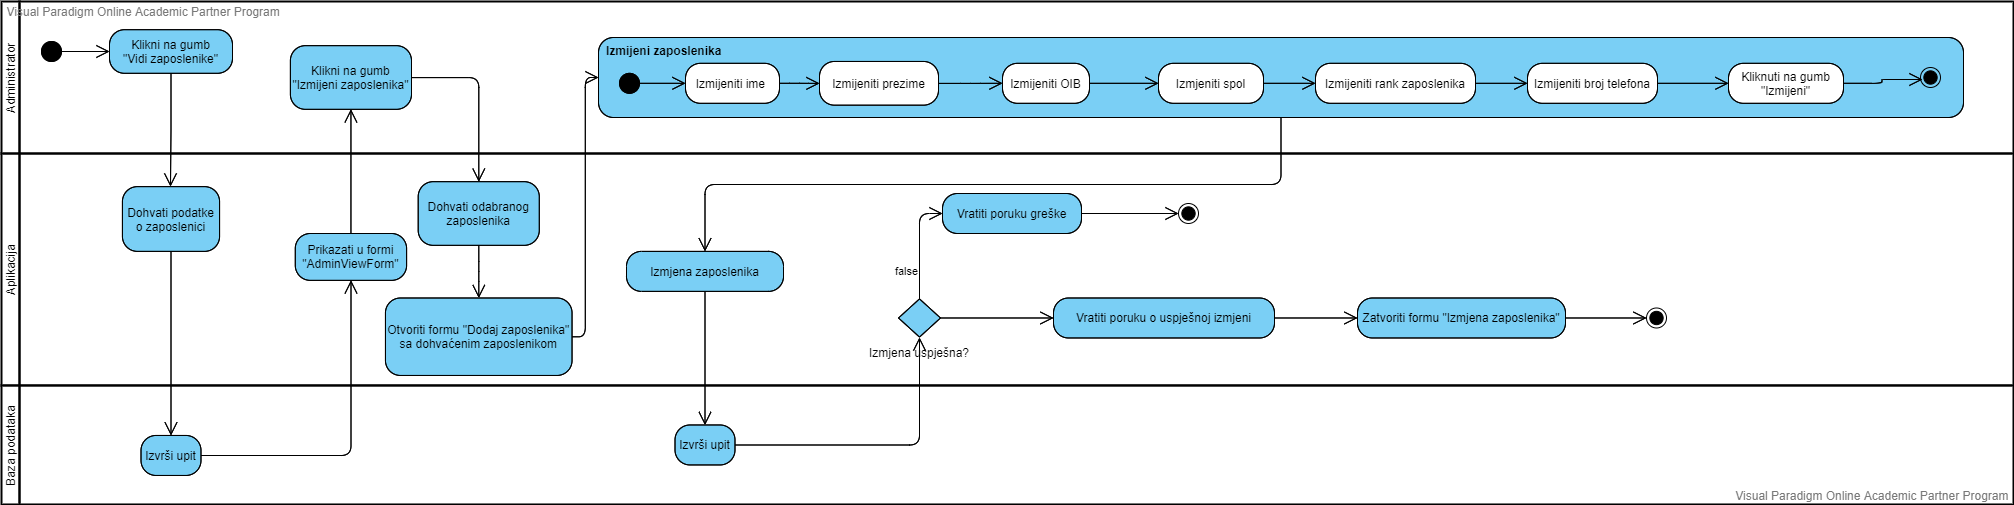 Visual Paradigm Online Academic Partner Program
Administrator
Klikni na gumb
"Vidi zaposlenike"
Klikni na gumb
"Izmijeni zaposlenika"
Izmijeni zaposlenika
Izmijeniti ime
Izmijeniti prezime
Izmijeniti OIB
Izmijeniti spol
Izmijeniti rank zaposlenika
Izmijeniti broj telefona
Kliknuti na gumb
"Izmijeni"
Aplikacija
Dohvati podatke
o zaposlenici
Prikazati u formi
"AdminViewForm"
Dohvati odabranog
zaposlenika
Otvoriti formu "Dodaj zaposlenika"
sa dohvaćenim zaposlenikom
Izmjena zaposlenika
Vratiti poruku greške
false
Izmjena uspješna?
Vratiti poruku o uspješnoj izmjeni
Zatvoriti formu "Izmjena zaposlenika"
Baza podataka
Izvrši upit
Izvrši upit
Visual Paradigm Online Academic Partner Program